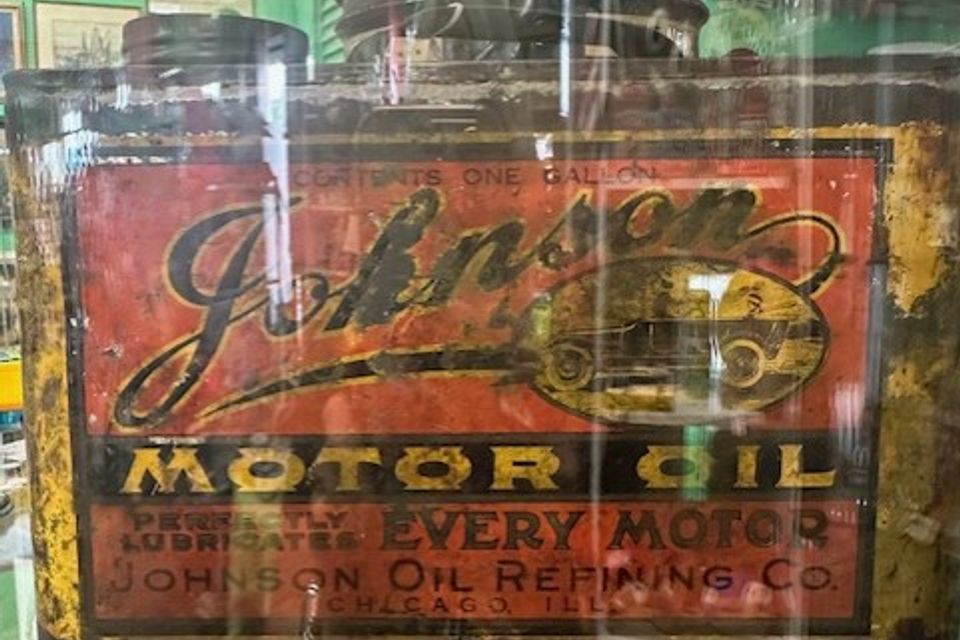 CONTENTS ONE GALLON
Johnson
MOTOR OIL
PERFECTLY
LUBRICATES EVERY MOTOR
JOHNSON OIL REFINING CO.
CHICAGO, ILL.